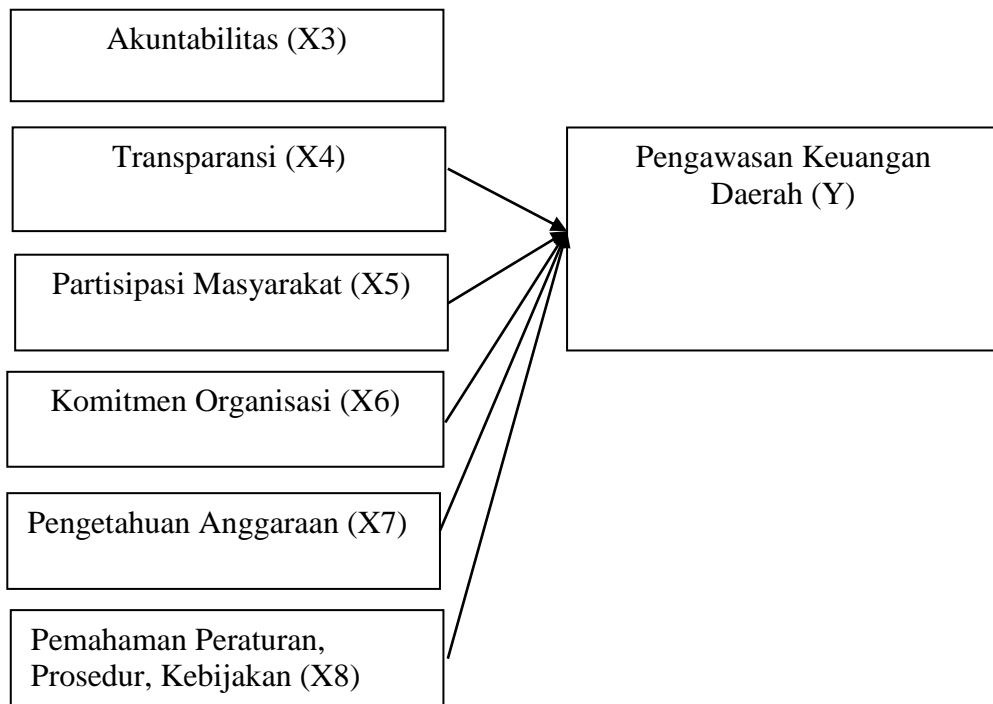 Akuntabilitas (X3)
Transparansi (X4)
Pengawasan Keuangan
Daerah (Y)
Partisipasi Masyarakat (X5)
Komitmen Organisasi (X6)
Pengetahuan Anggaraan (X7)
Pemahaman Peraturan,
Prosedur, Kebijakan (X8)